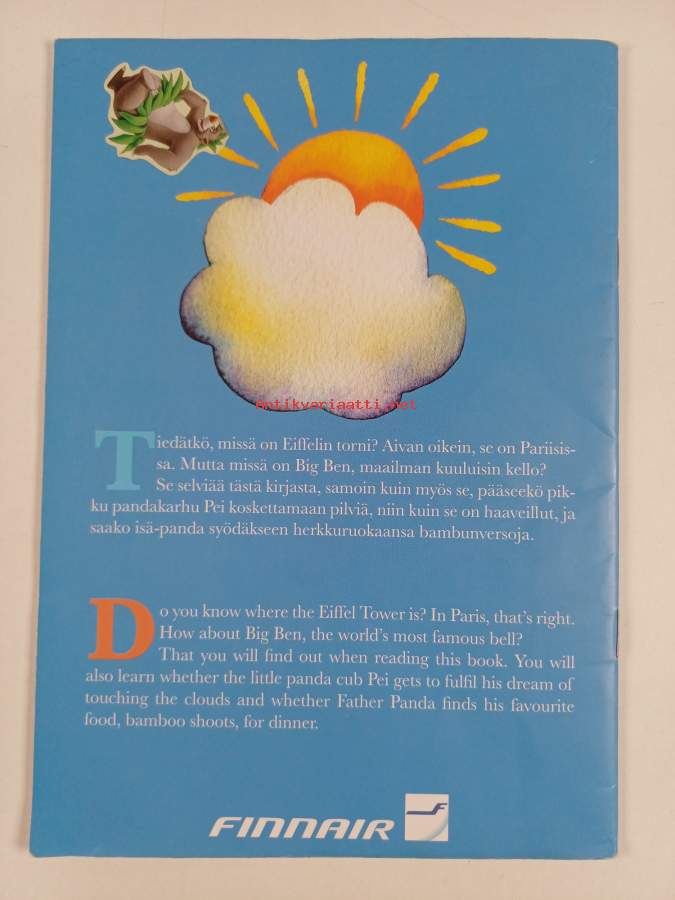 Antikvariaatti.net
Tiedätkö, missä on Eiffelin torni? Aivan oikein, se on Pariisis-
sa. Mutta missä on Big Ben, maailman kuuluisin kello?
Se selviää tästä kirjasta, samoin kuin myös se, pääseekö pik-
ku pandakarhu Pei koskettamaan pilviä, niin kuin se on haaveillut, ja
saako isä-panda syödäkseen herkkuruokaansa bambunversoja.
Do you know where the Eiffel Tower is? In Paris, that's right.
How about Big Ben, the world's most famous bell?
That you will find out when reading this book. You will
also learn whether the little panda cub Pei gets to fulfil his dream of
touching the clouds and whether Father Panda finds his favourite
food, bamboo shoots, for dinner.
FINNAIR